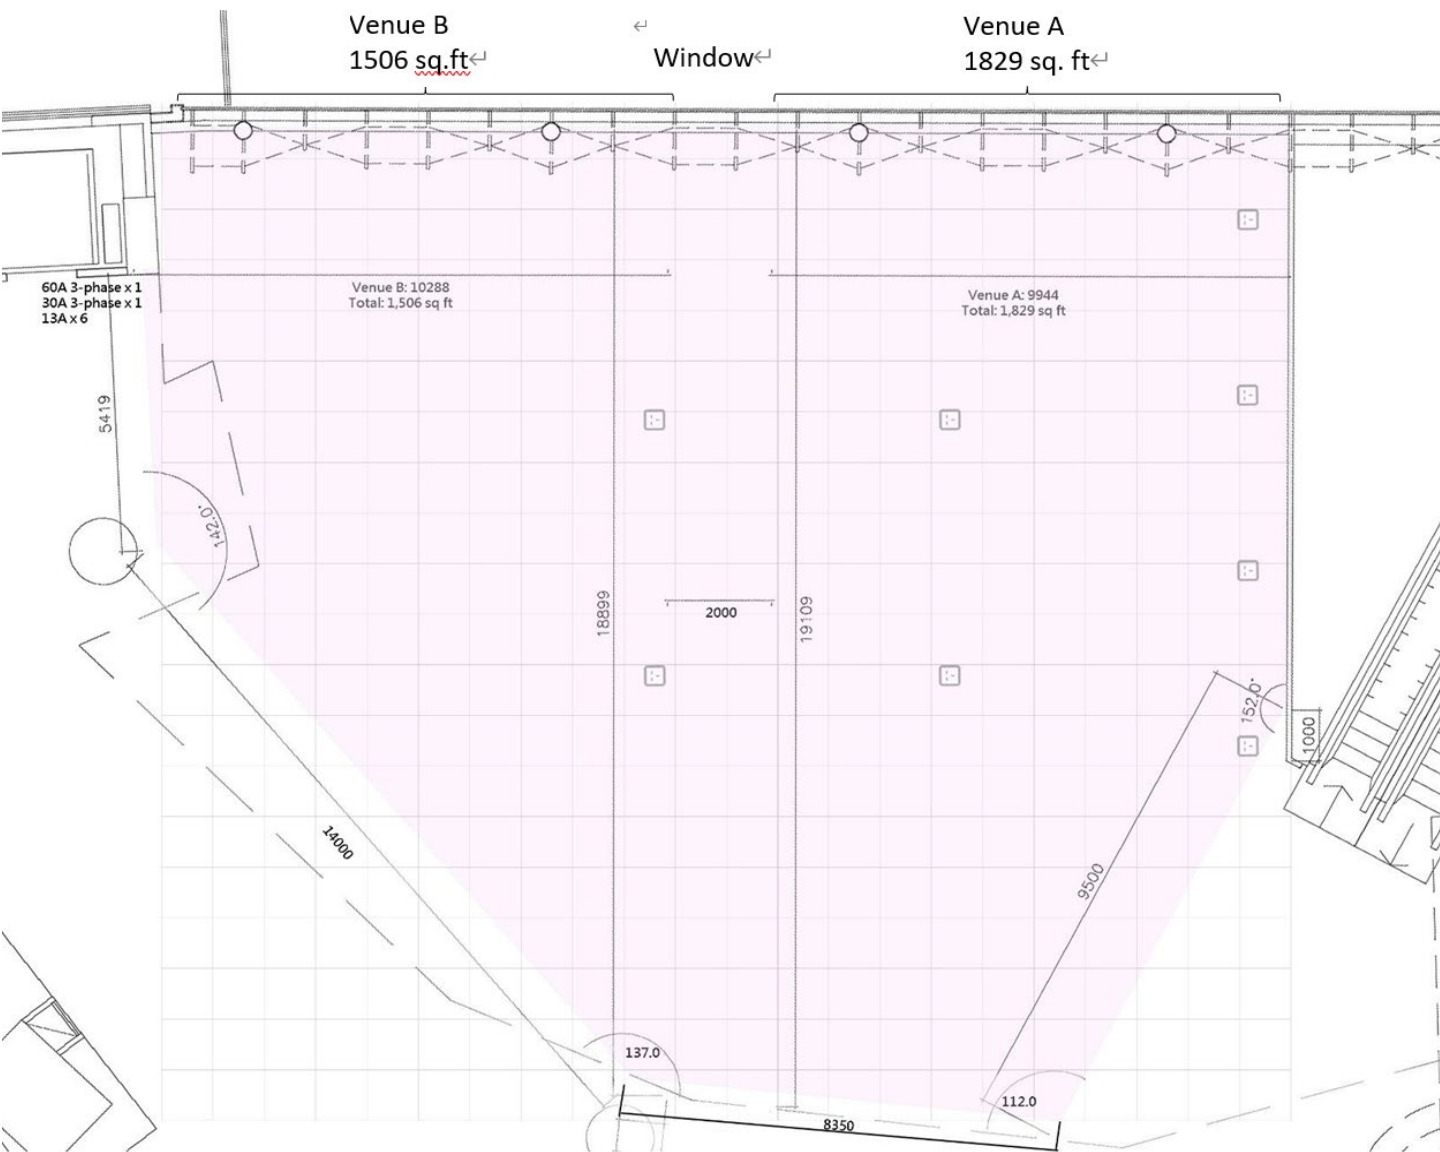 Venue B
1506 sq.ft
Window
Venue A
1829 sq. ft
60A 3-phase x 1
30A 3-phase x 1
13A x 6
Venue B: 10288
Total: 1,506 sq ft
Venue A: 9944
Total: 1,829 sq ft
5419
142.0°
18899
2000
19109
152.0°
1000
14000
9500
137.0
112.0
8350